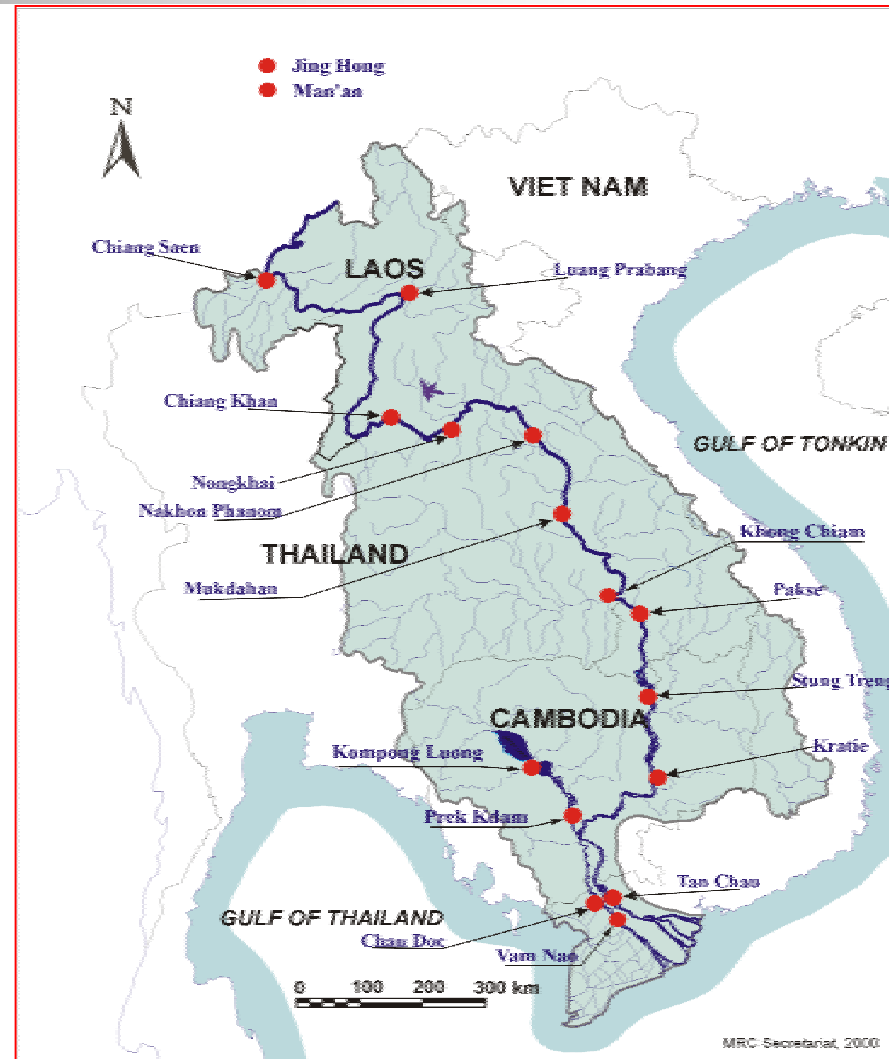 Jing Hong
Man'an
N
VIET NAM
Chiang Saen
LAOS
Luang Prabang
Chiang Khan
GULF OF TONKIN
Nongkhai
Nakhon Phanom
Khong Chiam
THAILAND
Mukdahan
Pakse
Stung Treng
CAMBODIA
Kompong Luong
Kratie
Prek Kdam
Tan Chau
GULF OF THAILAND
Chau Doc
Vam Nao
0 100 200 300 km
MRC Secretariat, 2000